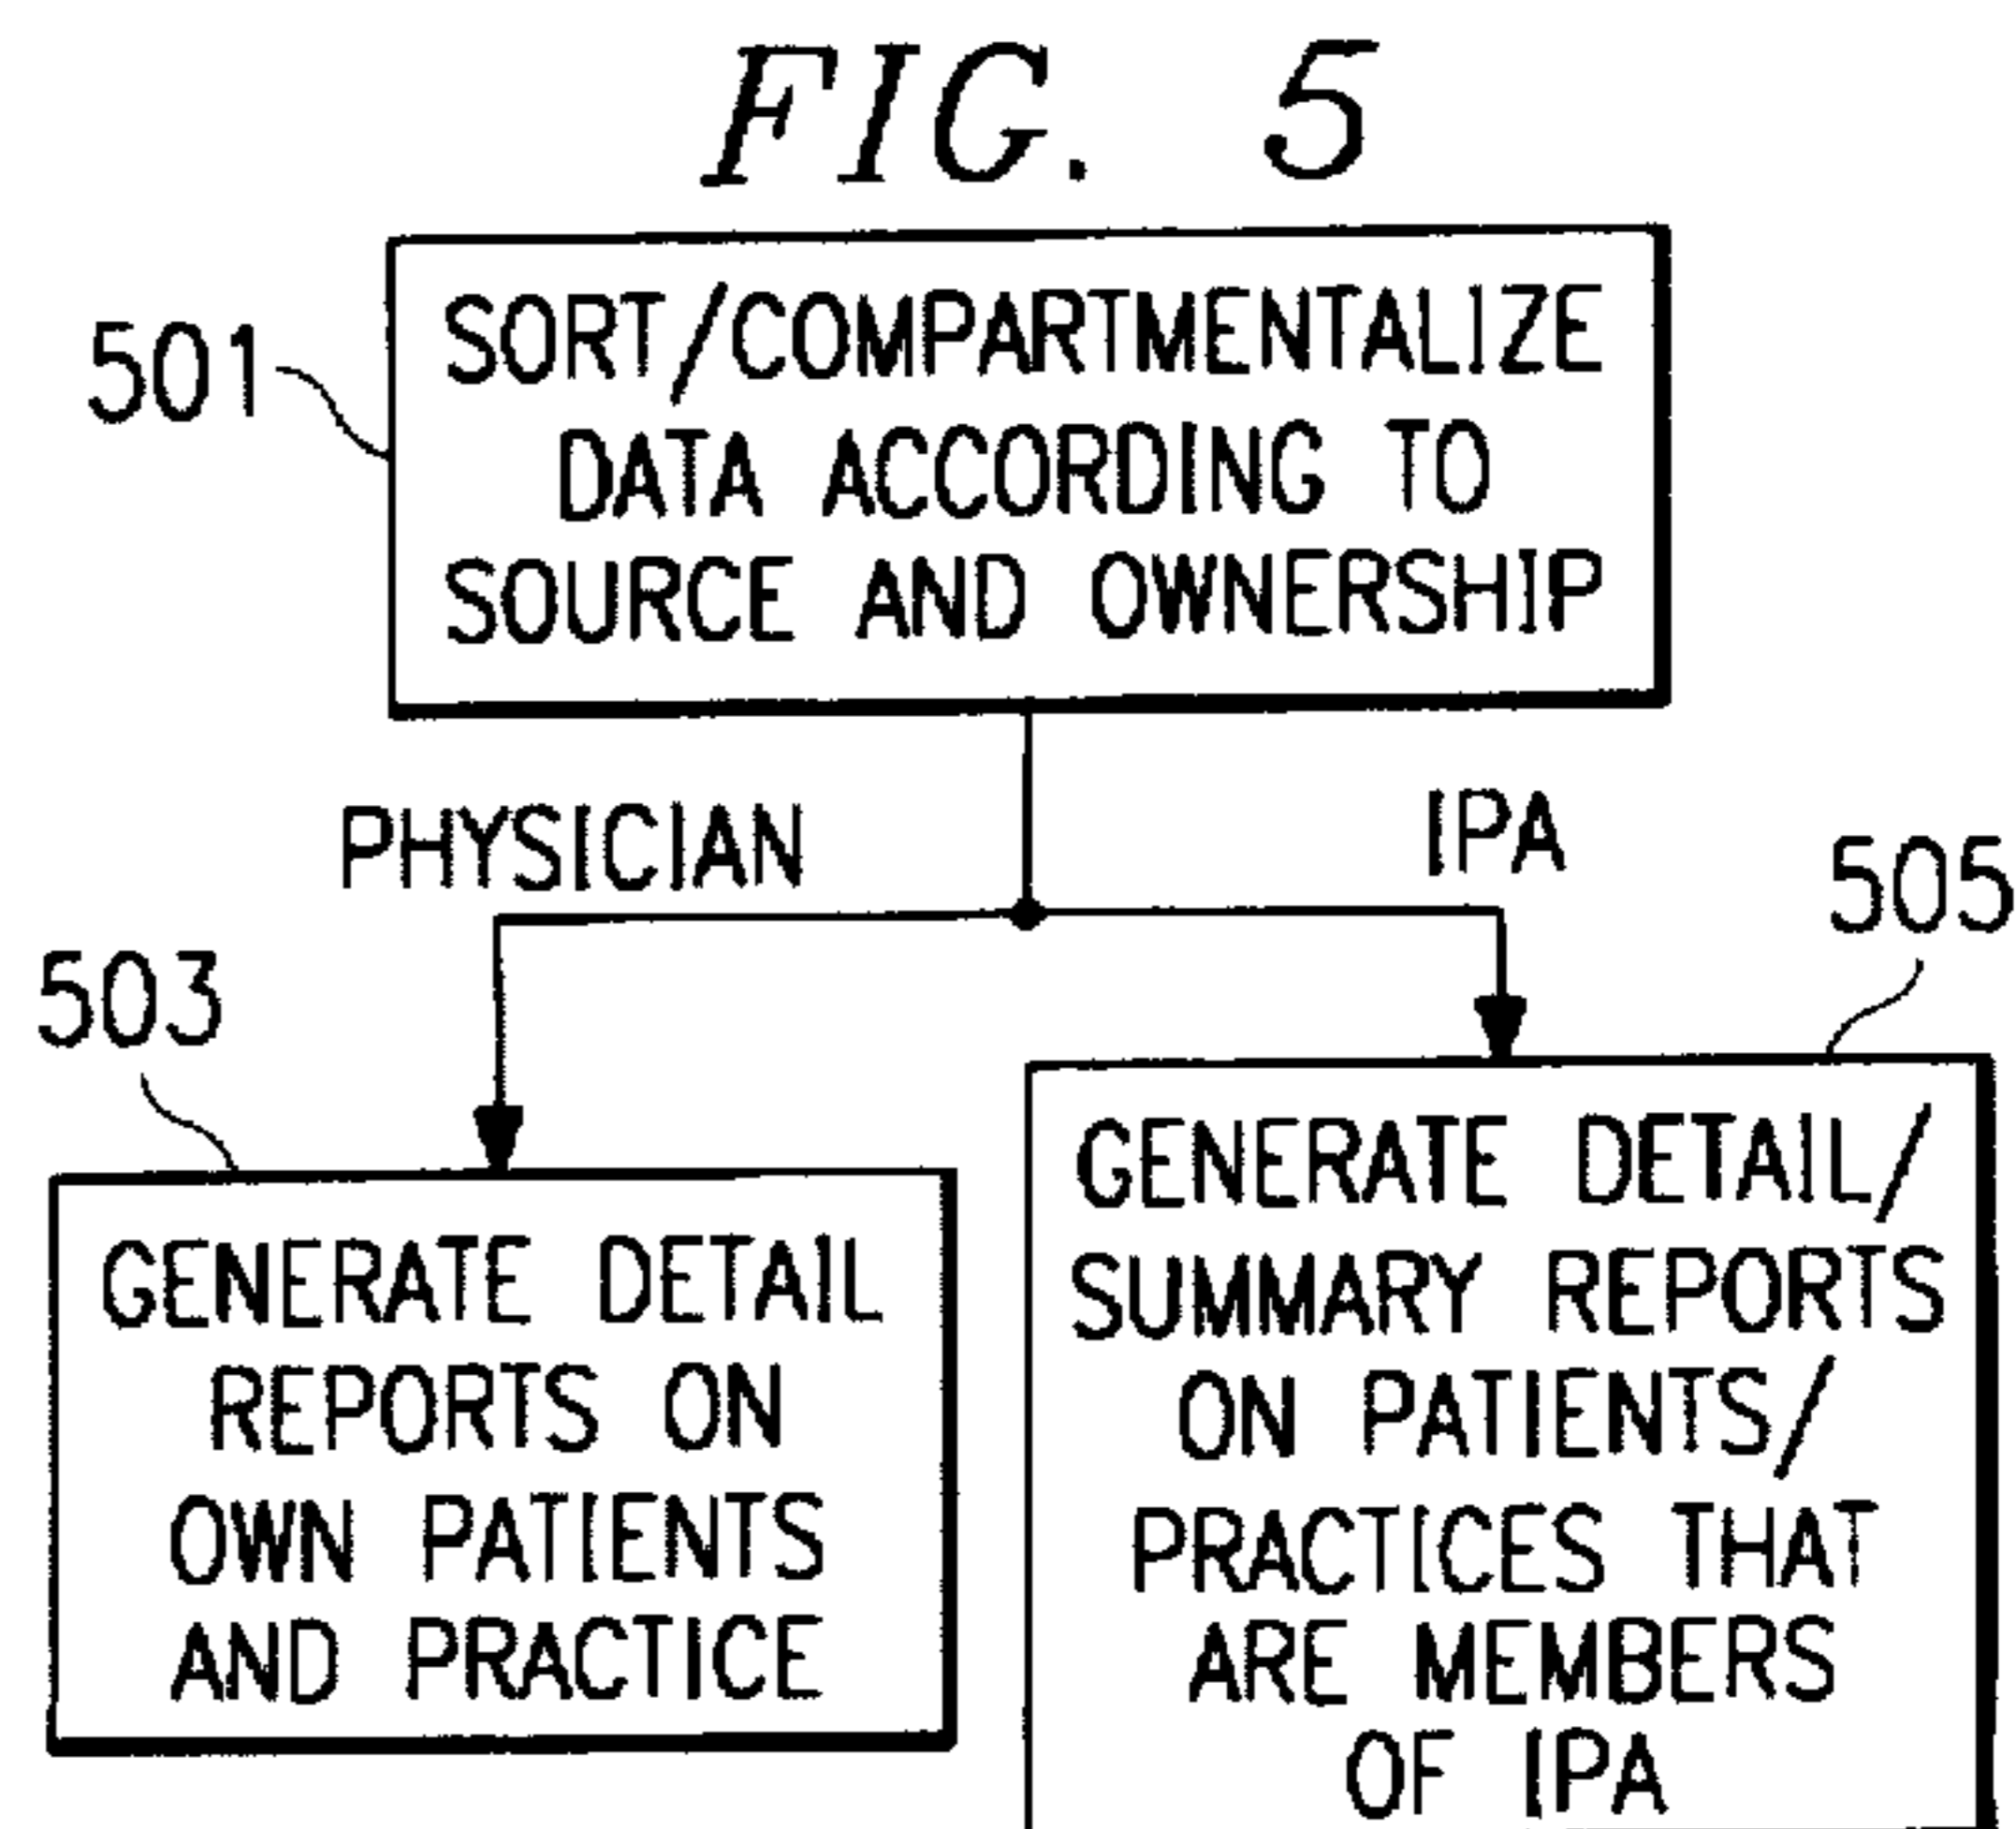 FIG. 5
501
SORT/COMPARTMENTALIZE
DATA ACCORDING TO
SOURCE AND OWNERSHIP
PHYSICIAN
IPA
503
505
GENERATE DETAIL
REPORTS ON
OWN PATIENTS
AND PRACTICE
GENERATE DETAIL/
SUMMARY REPORTS
ON PATIENTS/
PRACTICES THAT
ARE MEMBERS
OF IPA